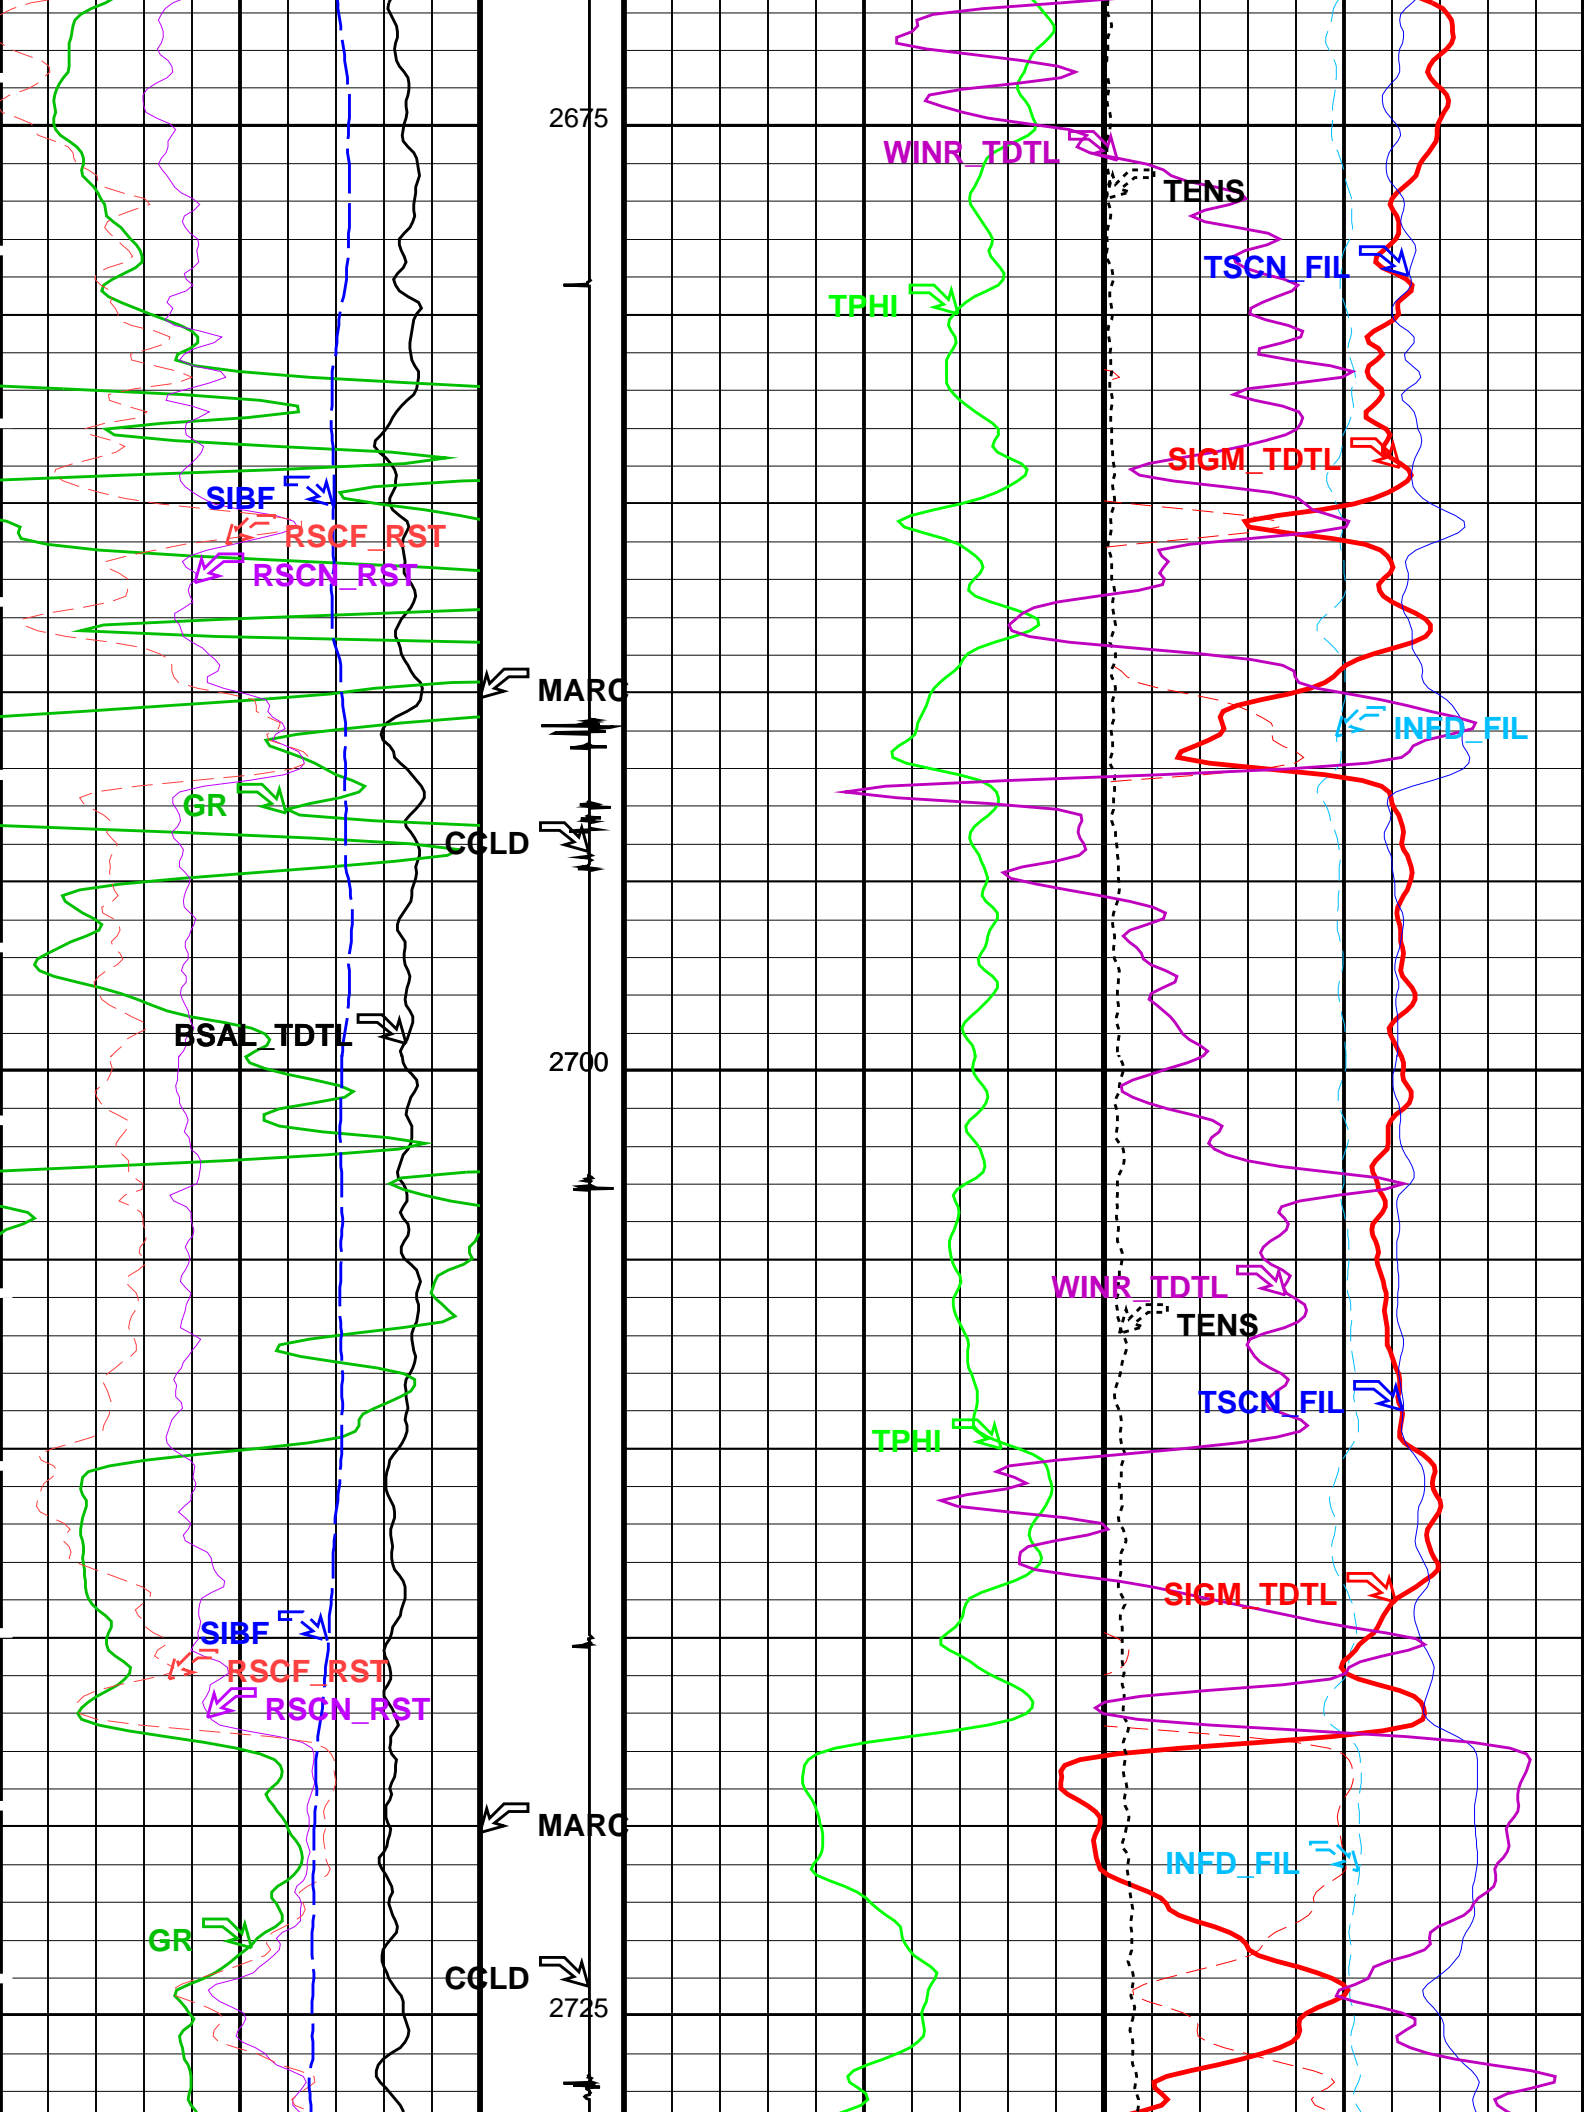 2675
WINR_TDTL
TENS
TSCN_FIL
TPHI
SIGM_TDTL
SIBF
RSCF_RST
RSCN_RST
MARC
INFD_FIL
GR
CCLD
BSAL_TDTL
2700
WINR_TDTL
TENS
TSCN_FIL
TPHI
SIGM_TDTL
SIBF
RSCF_RST
RSCN_RST
MARC
INFD_FIL
GR
CCLD
2725